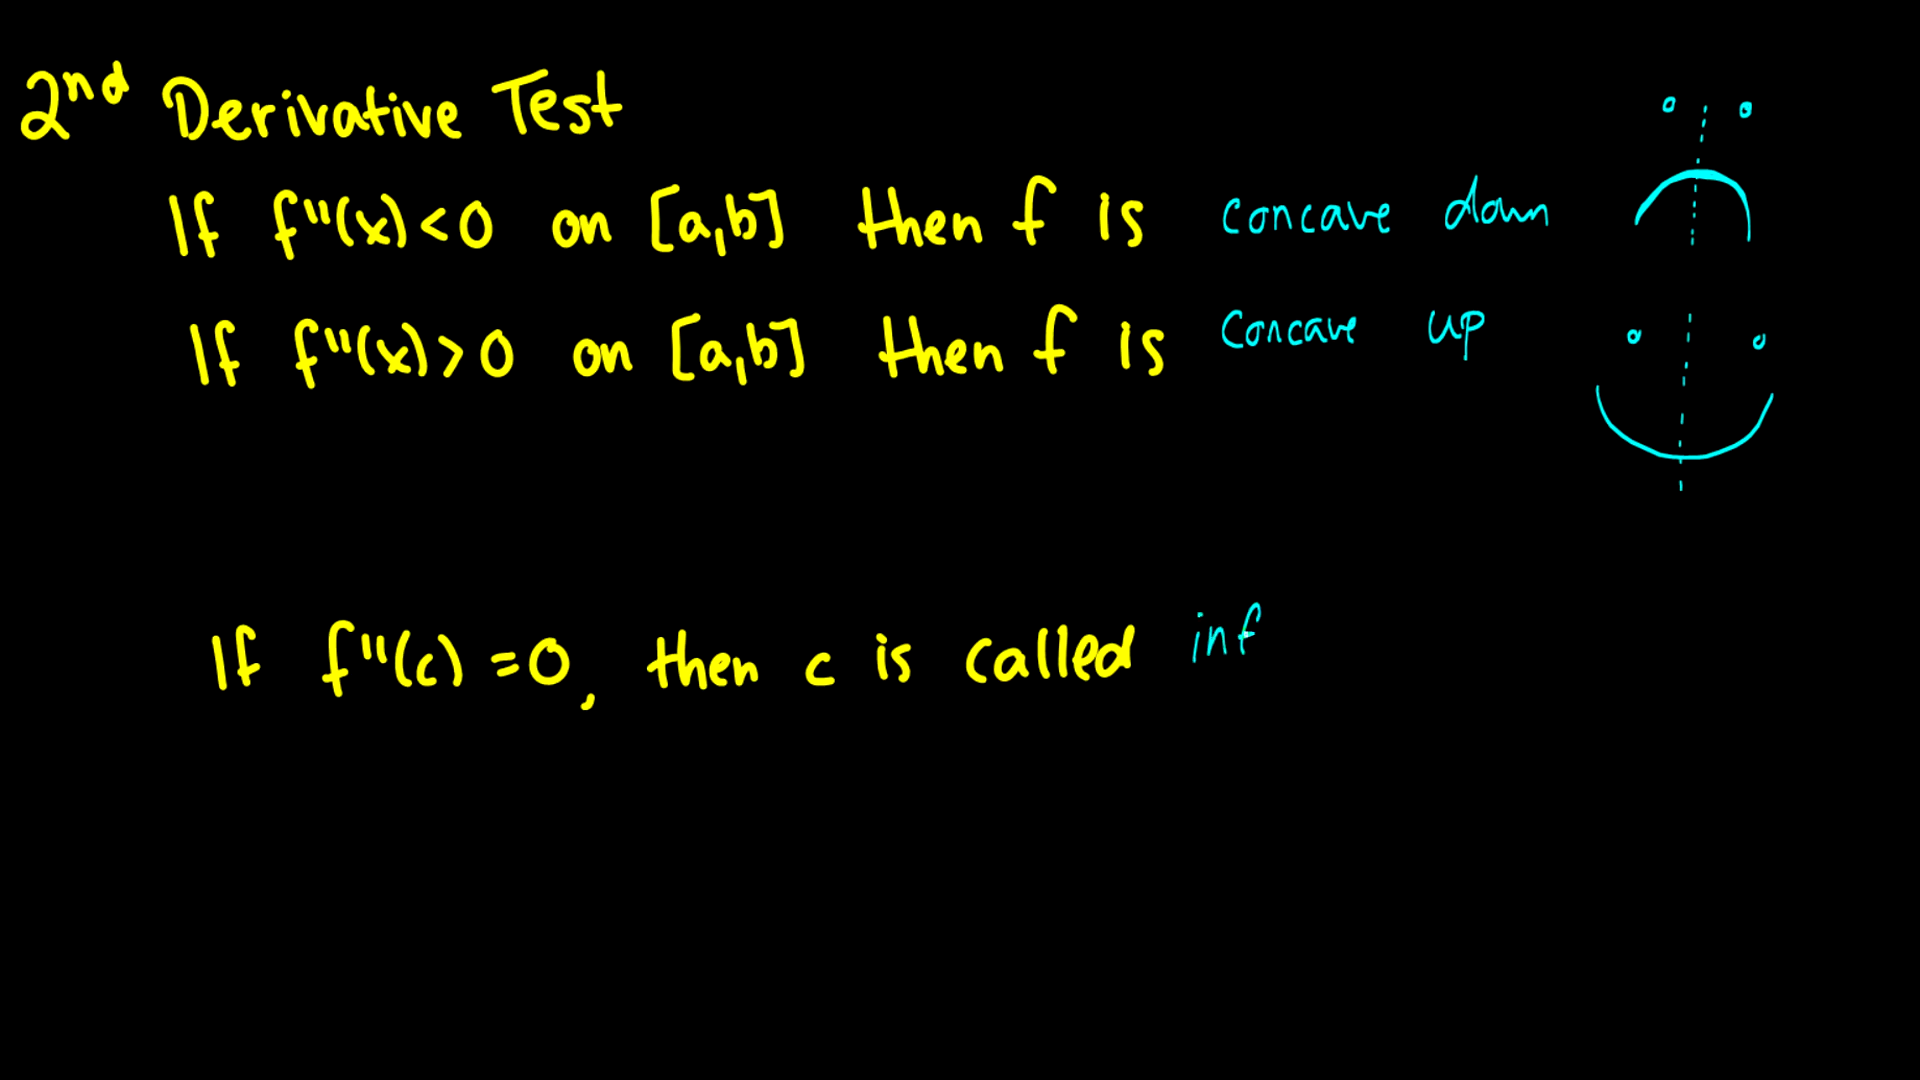 2nd Derivative Test
If f''(x)<0 on [a,b] then f is concave down
If f''(x)>0 on [a,b] then f is concave up
If f''(c)=0, then c is called inf